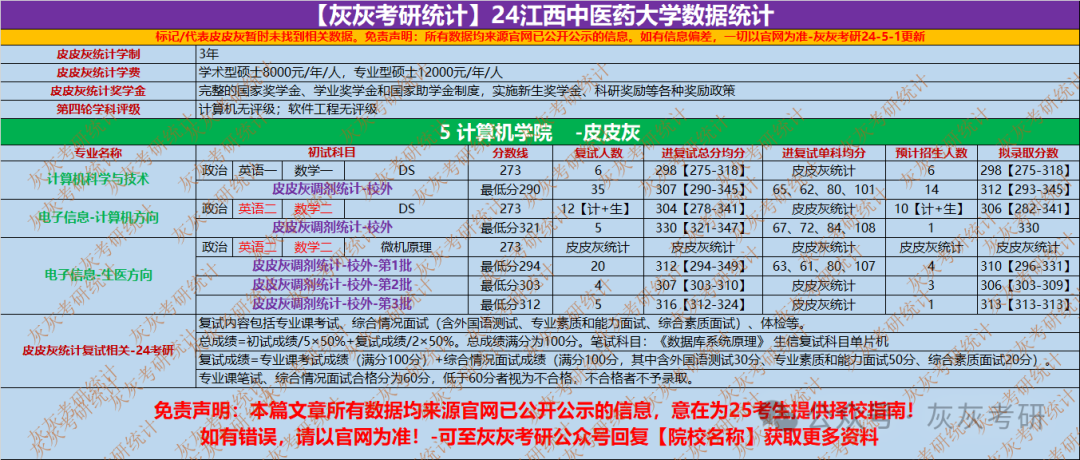 【灰灰考研统计】24江西中医药大学数据统计
标记/代表皮皮灰暂时未找到相关数据。免责声明：所有数据均来源官网已公开公示的信息。如有信息偏差，一切以官网为准-灰灰考研24-5-1更新
皮皮灰统计学制 3年
皮皮灰统计学费 学术型硕士8000元/年/人，专业型硕士12000元/年/人
皮皮灰统计奖学金 完整的国家奖学金、学业奖学金和国家助学金制度，实施新生奖学金、科研奖励等各种奖励政策
第四轮学科评级 计算机无评级；软件工程无评级
5 计算机学院 -皮皮灰
专业名称 初试科目 分数线 复试人数 进复试总分均分 进复试单科均分 预计招生人数 拟录取分数
计算机科学与技术 政治 英语一 数学一 DS 273 6 298【275-318】 皮皮灰统计 6 298【275-318】
皮皮灰调剂统计-校外 最低分290 35 307【290-345】 65、62、80、101 14 312【293-345】
电子信息-计算机方向 政治 英语二 数学二 DS 273 12【计+生】 304【278-341】 皮皮灰统计 10【计+生】 306【282-341】
皮皮灰调剂统计-校外 最低分321 5 330【321-347】 67、72、84、108 1 330
电子信息-生医方向 政治 英语二 数学二 微机原理 273 皮皮灰统计 皮皮灰统计 皮皮灰统计 皮皮灰统计 皮皮灰统计
皮皮灰调剂统计-校外-第1批 最低分294 20 312【294-349】 63、61、80、107 4 310【296-331】
皮皮灰调剂统计-校外-第2批 最低分303 4 307【303-310】 皮皮灰统计 3 306【303-309】
皮皮灰调剂统计-校外-第3批 最低分312 5 316【312-324】 皮皮灰统计 1 313【313-313】
皮皮灰统计复试相关-24考研
复试内容包括专业课考试、综合情况面试（含外国语测试、专业素质和能力面试、综合素质面试）、体检等。
总成绩=初试成绩/5×50%+复试成绩/2×50%。总成绩满分为100分。笔试科目：《数据库系统原理》 生信复试科目单片机
复试成绩=专业课考试成绩（满分100分）+综合情况面试成绩（满分100分，其中含外国语测试30分、专业素质和能力面试50分、综合素质面试20分）。
专业课笔试、综合情况面试合格分为60分，低于60分者视为不合格、不合格者不予录取。
免责声明：本篇文章所有数据均来源官网已公开公示的信息，意在为25考生提供择校指南！
如有错误，请以官网为准！-可至灰灰考研公众号回复【院校名称】获取更多资料
公众号 灰灰考研